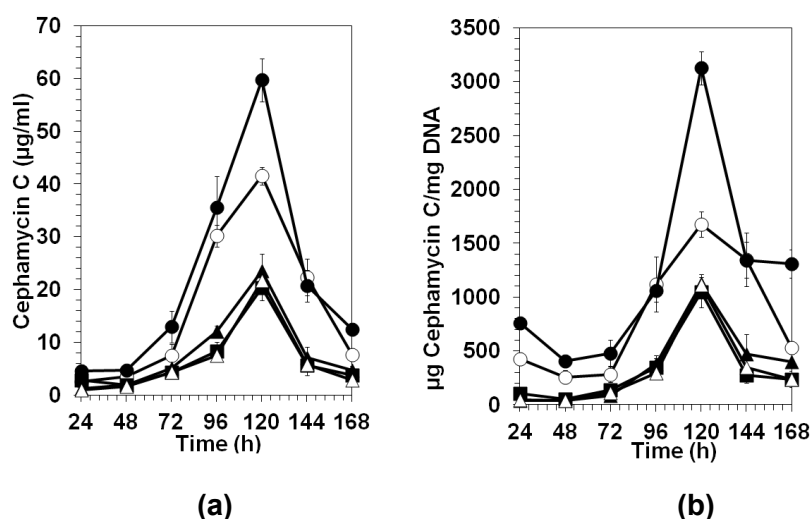 Cephamycin C (µg/ml)
70
60
50
40
30
20
10
0
24 48 72 96 120 144 168
Time (h)
(a)
µg Cephamycin C/mg DNA
3500
3000
2500
2000
1500
1000
500
0
24 48 72 96 120 144 168
Time (h)
(b)